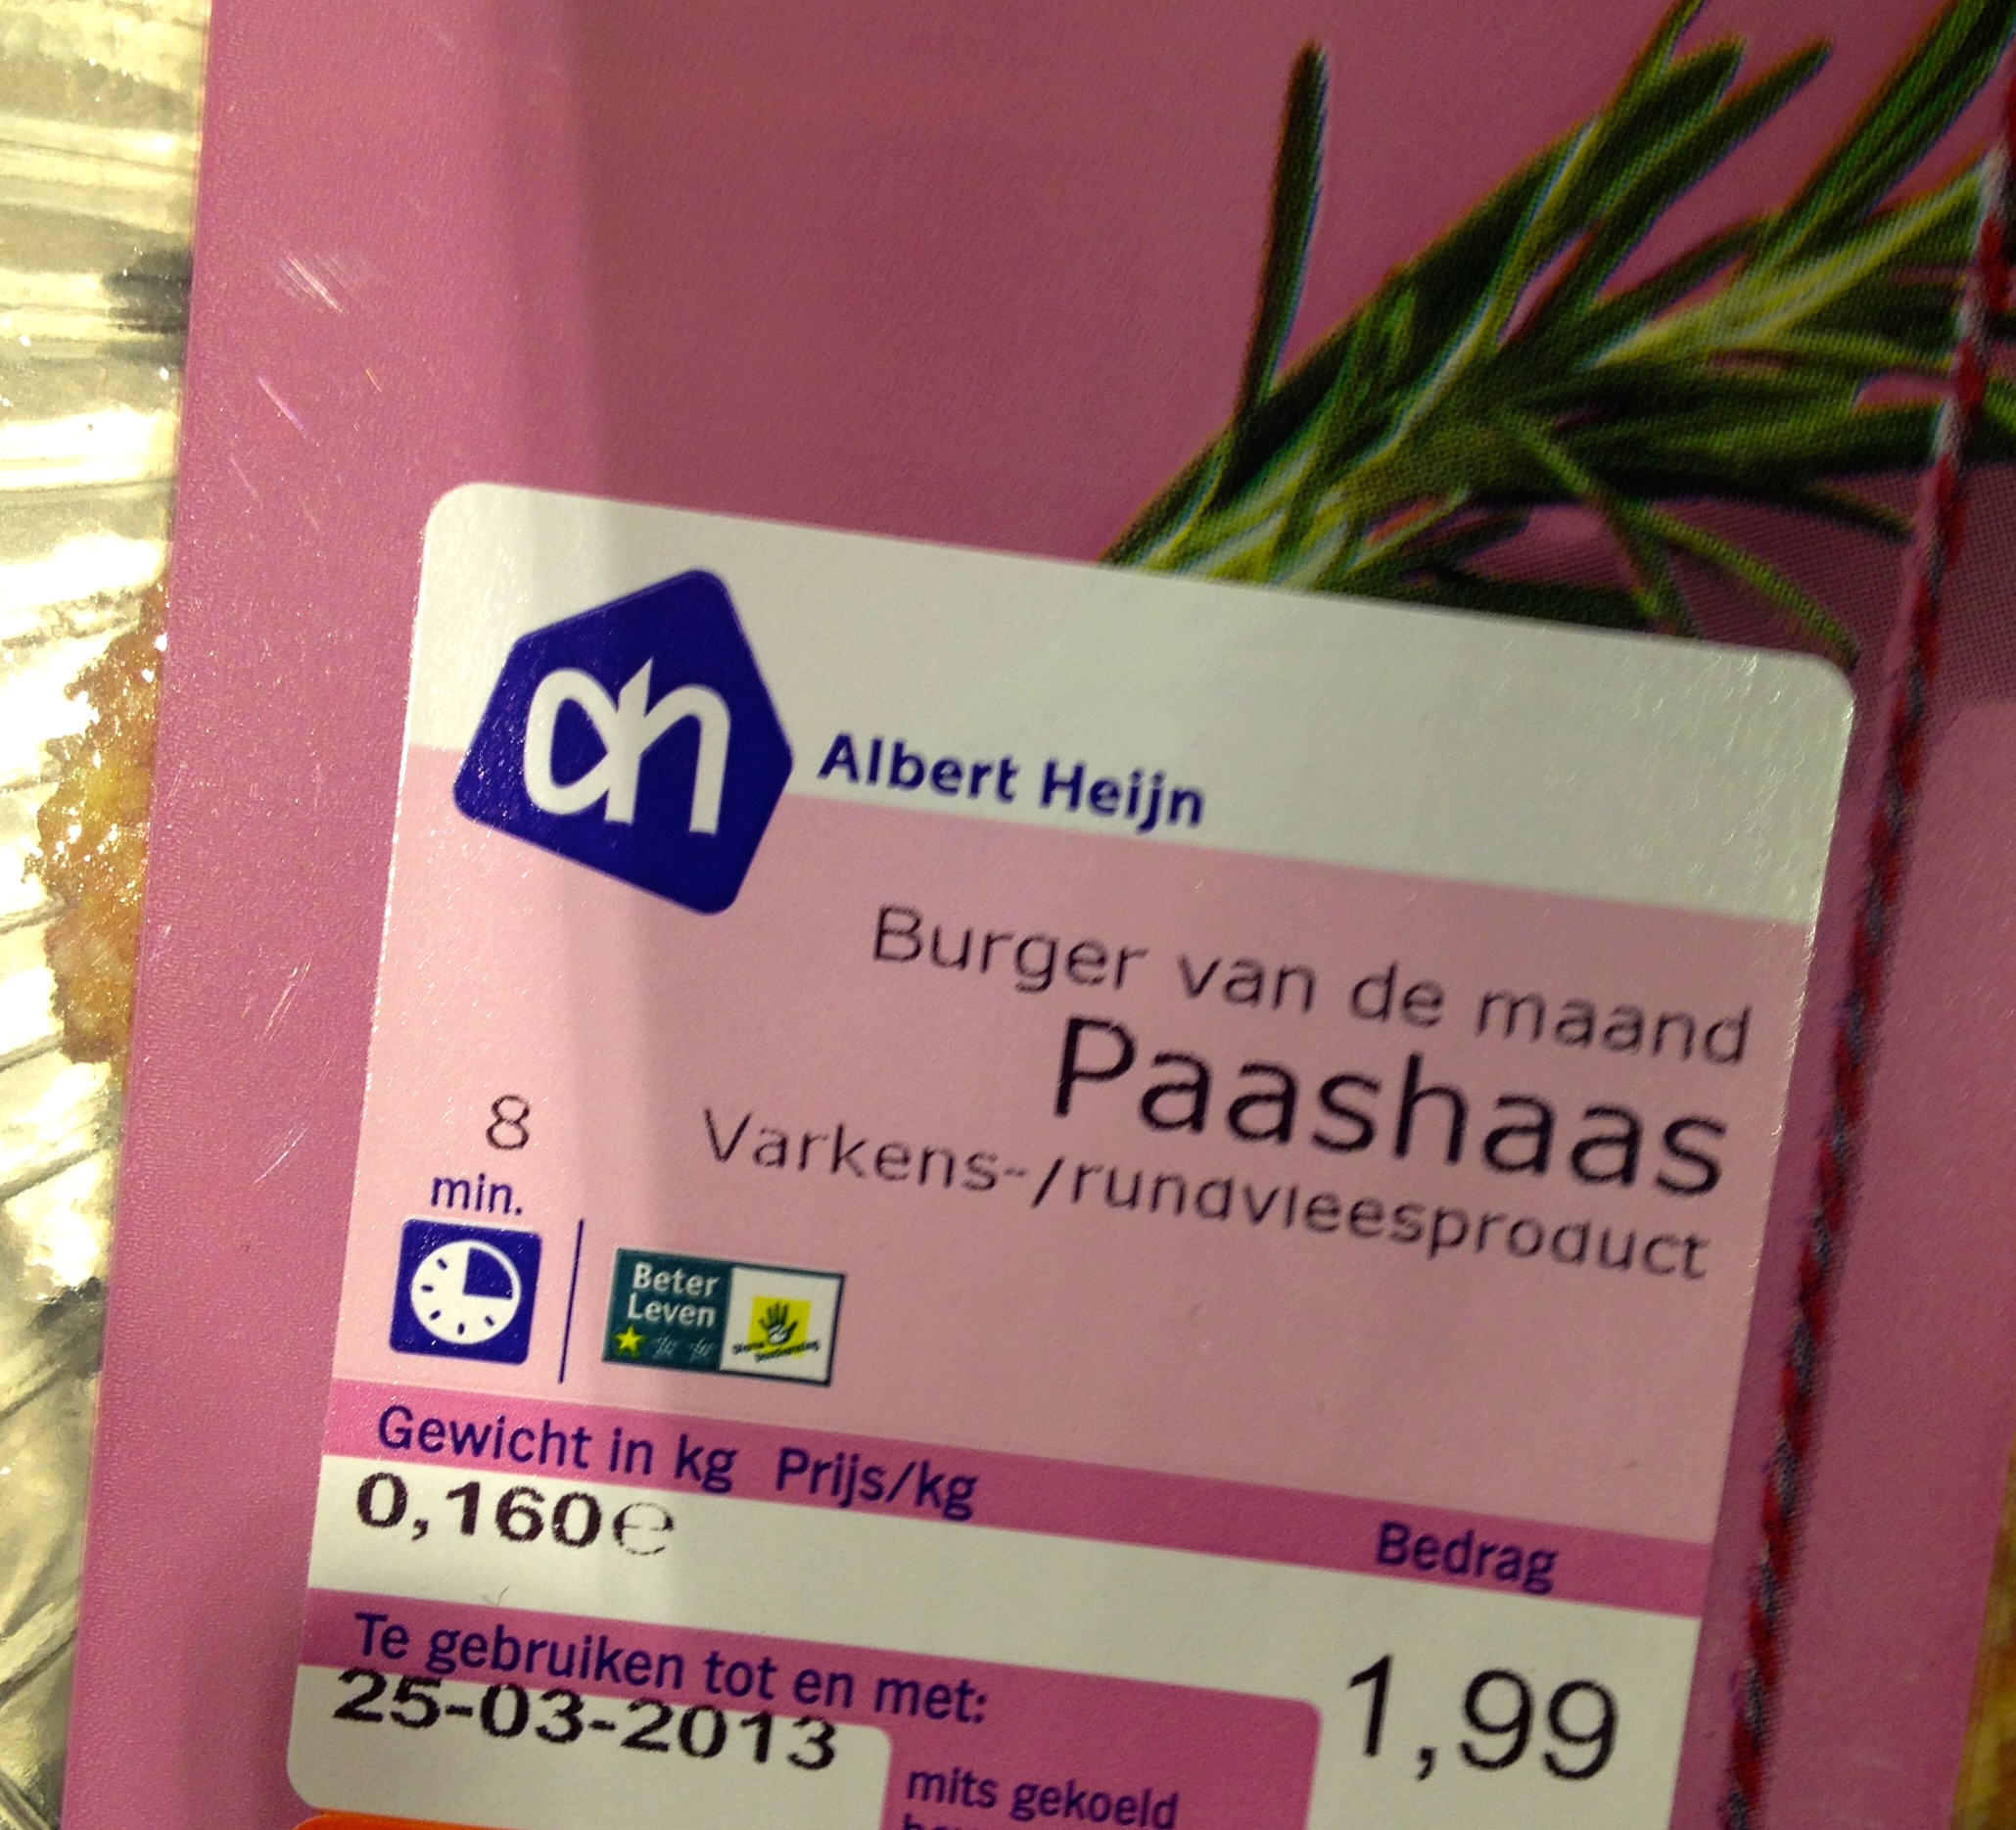 ah Albert Heijn
Burger van de maand
Paashaas
Varkens-/rundvleesproduct
8
min.
Beter
Leven
Gewicht in kg Prijs/kg Bedrag
0,160℮
Te gebruiken tot en met:
25-03-2013
1,99
mits gekoeld